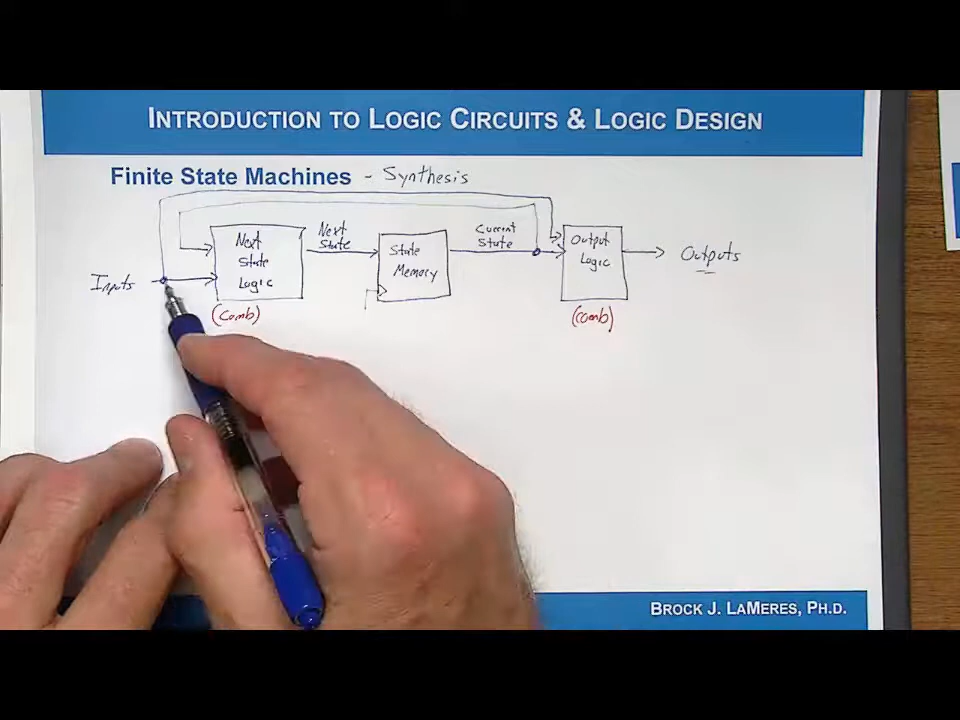 INTRODUCTION TO LOGIC CIRCUITS & LOGIC DESIGN
Finite State Machines - Synthesis
Inputs
Next
State
Logic
(Comb)
Next
State
State
Memory
Current
State
Output
Logic
(comb)
Outputs
BROCK J. LAMERES, PH.D.